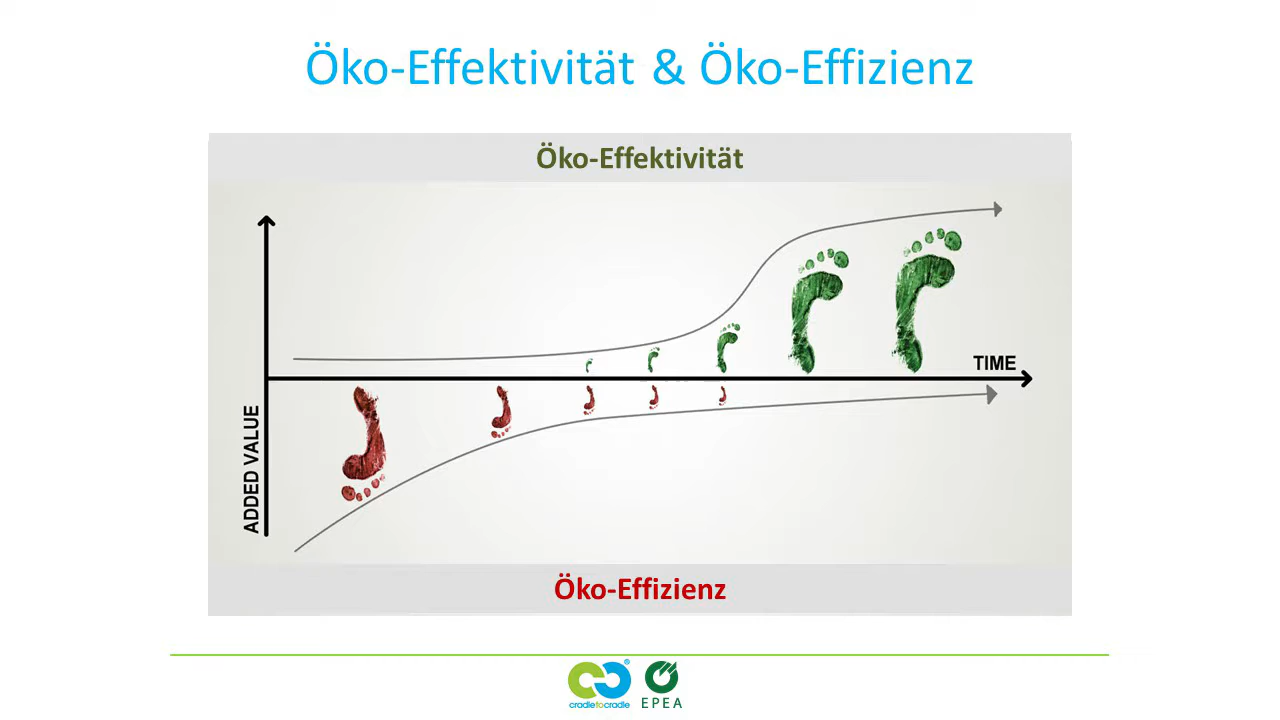 Öko-Effektivität & Öko-Effizienz
Öko-Effektivität
TIME
ADDED VALUE
Öko-Effizienz
cradletocradle
EPEA